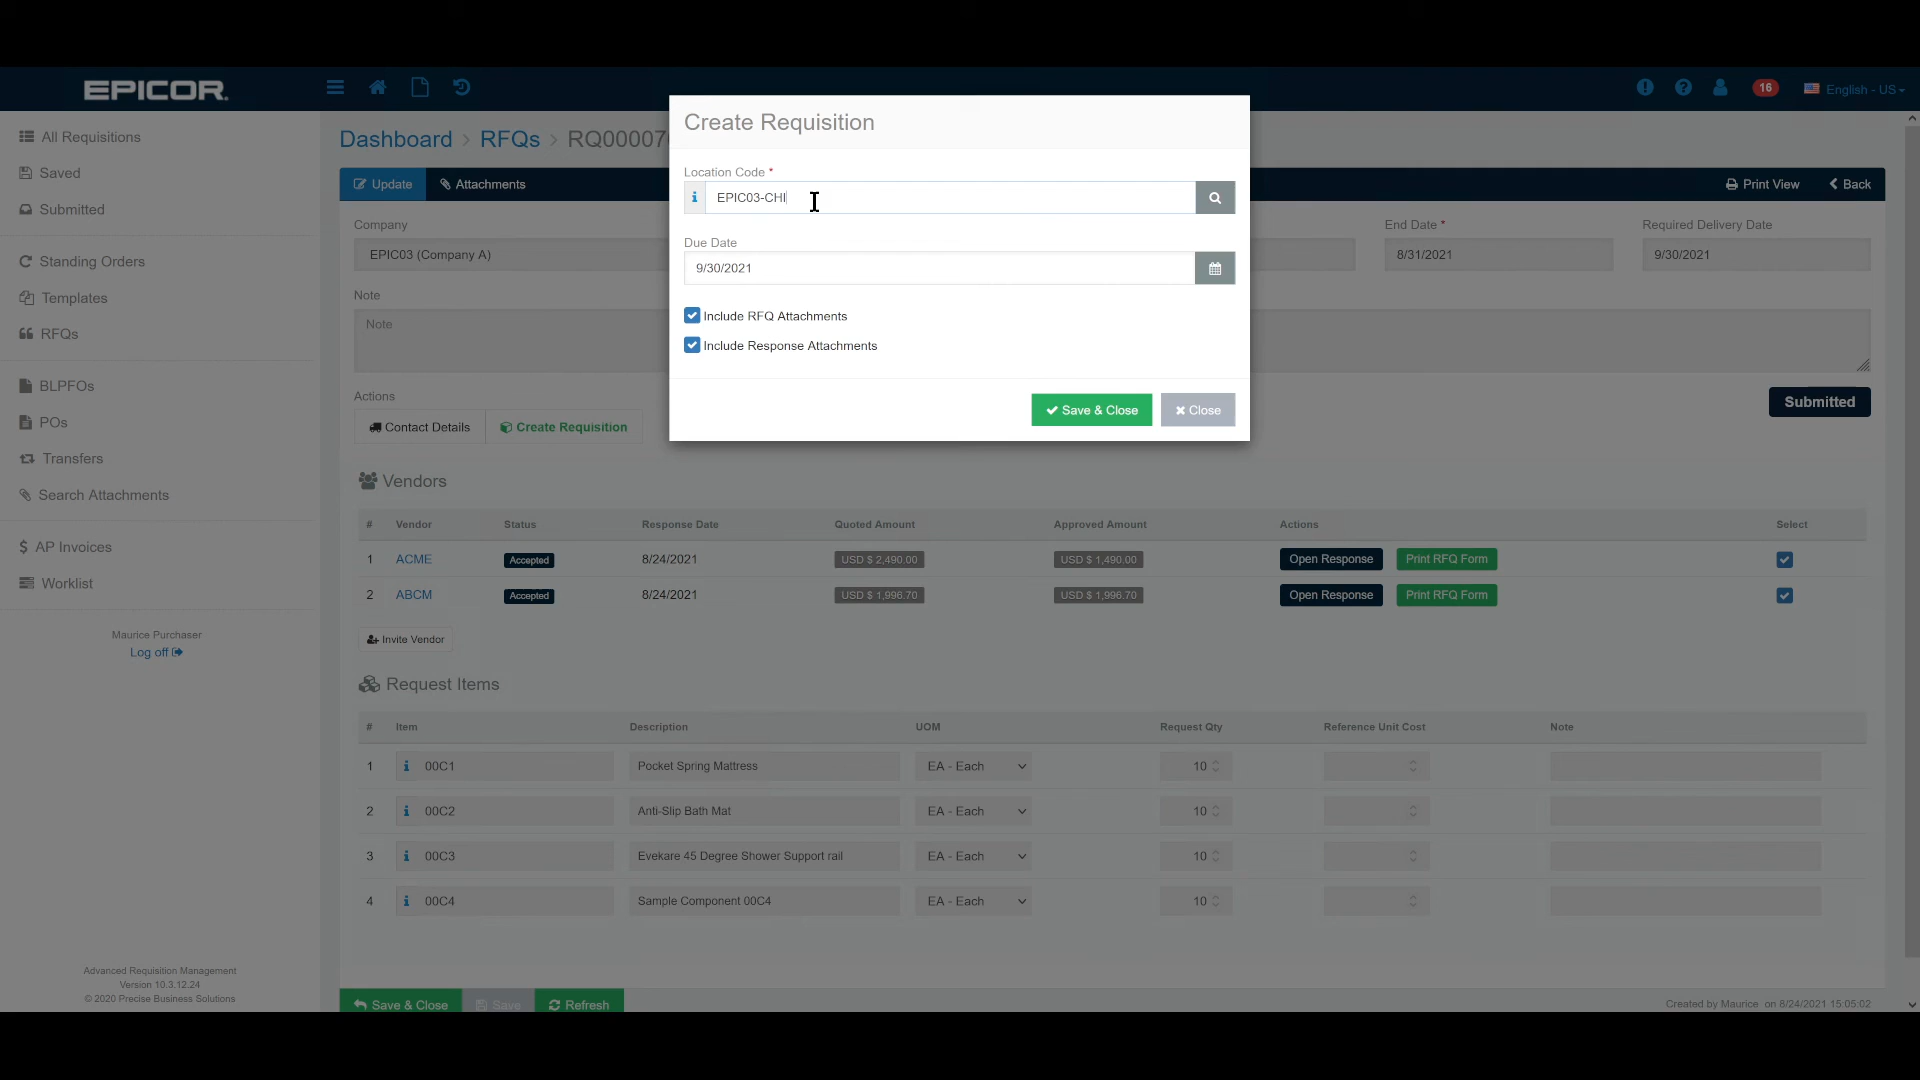 EPICOR.
16
English - US
All Requisitions
Saved
Submitted
Standing Orders
Templates
RFQs
BLPFOs
POs
Transfers
Search Attachments
AP Invoices
Worklist
Maurice Purchaser
Log off
Advanced Requisition Management
Version 10.3.12.24
© 2020 Precise Business Solutions
Dashboard > RFQs >
Update Attachments Print View Back
Company End Date * Required Delivery Date
EPIC03 (Company A) 8/31/2021 9/30/2021
Note
Note
Actions
Contact Details Create Requisition Submitted
Create Requisition
Location Code *
EPIC03-CHI
Due Date
9/30/2021
Include RFQ Attachments
Include Response Attachments
Save & Close Close
Vendors
# Vendor Status Response Date Quoted Amount Approved Amount Actions Select
1 ACME Accepted 8/24/2021 USD $ 2,490.00 USD $ 1,490.00 Open Response Print RFQ Form
2 ABCM Accepted 8/24/2021 USD $ 1,996.70 USD $ 1,996.70 Open Response Print RFQ Form
Invite Vendor
Request Items
# Item Description UOM Request Qty Reference Unit Cost Note
1 00C1 Pocket Spring Mattress EA - Each 10
2 00C2 Anti-Slip Bath Mat EA - Each 10
3 00C3 Evekare 45 Degree Shower Support rail EA - Each 10
4 00C4 Sample Component 00C4 EA - Each 10
Save & Close Save Refresh
Created by Maurice on 8/24/2021 15:05:02